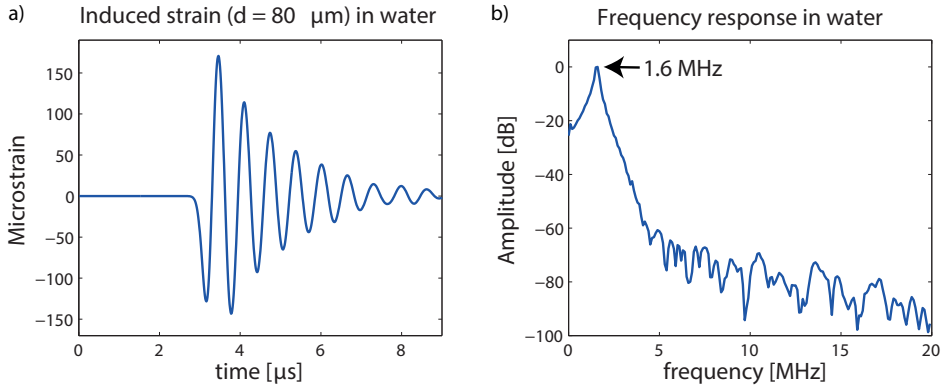 a)
Induced strain (d = 80 μm) in water
150
100
50
0
−50
−100
−150
Microstrain
0
2
4
6
8
time [μs]
b)
Frequency response in water
0
−20
−40
−60
−80
−100
1.6 MHz
Amplitude [dB]
0
5
10
15
20
frequency [MHz]